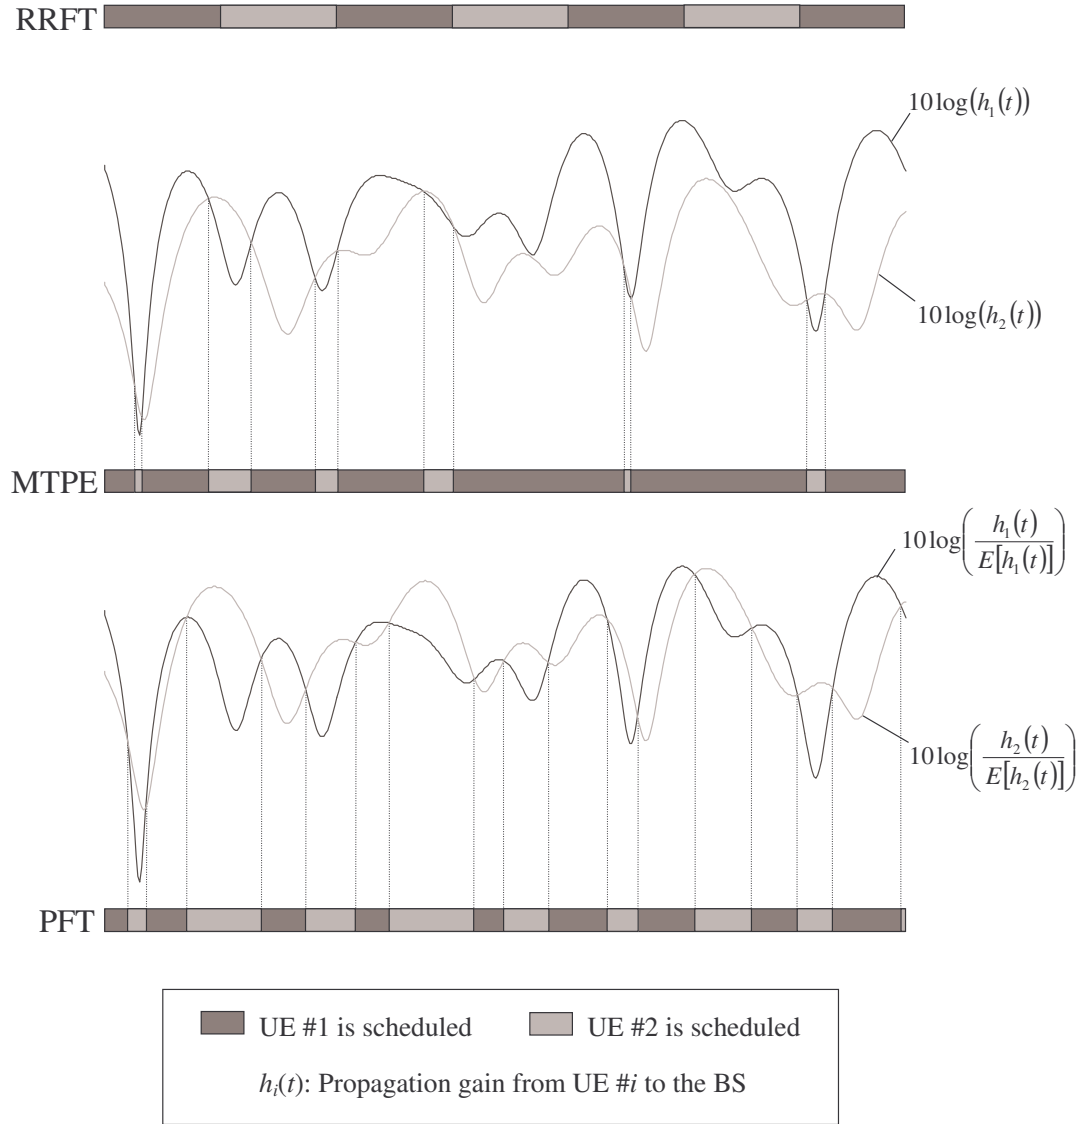 RRFT
10log(h₁(t))
10log(h₂(t))
MTPE
10log(h₁(t)/E[h₁(t)])
10log(h₂(t)/E[h₂(t)])
PFT
UE #1 is scheduled UE #2 is scheduled
hᵢ(t): Propagation gain from UE #i to the BS